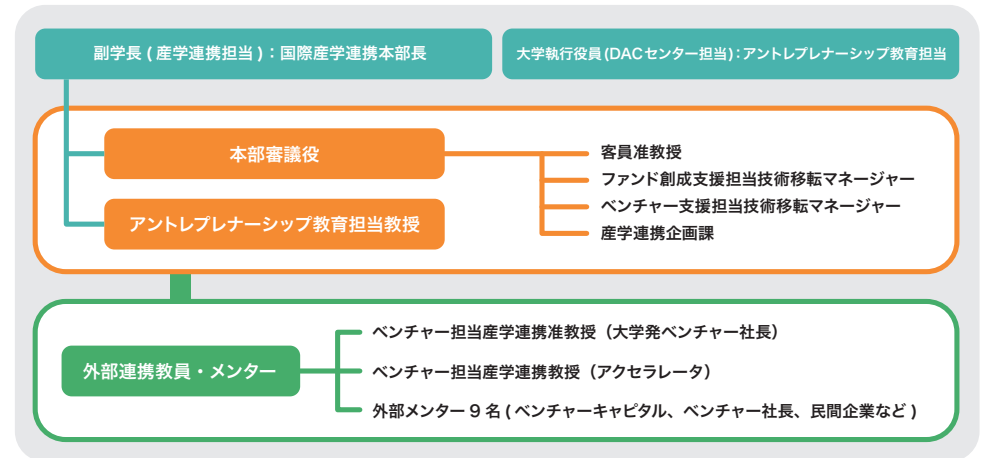 副学長 ( 産学連携担当 ) : 国際産学連携本部長
大学執行役員(DACセンター担当):アントレプレナーシップ教育担当
本部審議役
アントレプレナーシップ教育担当教授
客員准教授
ファンド創成支援担当技術移転マネージャー
ベンチャー支援担当技術移転マネージャー
産学連携企画課
外部連携教員・メンター
ベンチャー担当産学連携准教授（大学発ベンチャー社長）
ベンチャー担当産学連携教授（アクセラレータ）
外部メンター 9 名 ( ベンチャーキャピタル、ベンチャー社長、民間企業など )